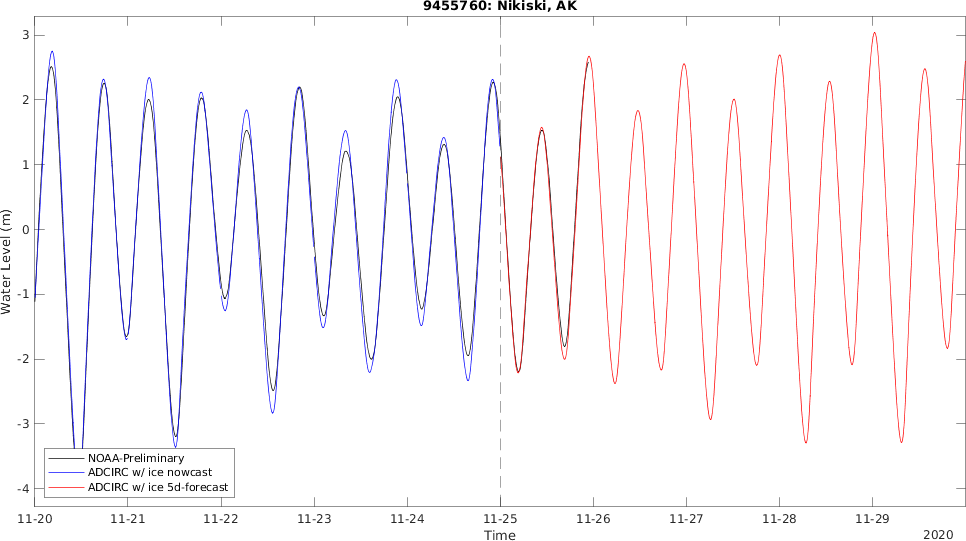 9455760: Nikiski, AK
Water Level (m)
3
2
1
0
-1
-2
-3
-4
NOAA-Preliminary
ADCIRC w/ ice nowcast
ADCIRC w/ ice 5d-forecast
11-20 11-21 11-22 11-23 11-24 11-25 11-26 11-27 11-28 11-29
Time
2020